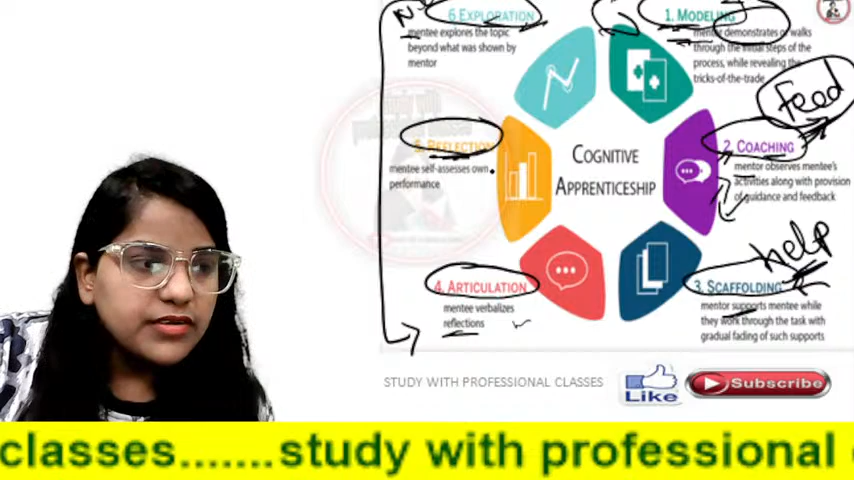 6 EXPLORATION
mentee explores the topic
beyond what was shown by
mentor
1. MODELING
mentor demonstrates or walks
through the initial steps of the
process, while revealing the
tricks-of-the-trade
Feed
5. REFLECTION
mentee self-assesses own
performance
COGNITIVE
APPRENTICESHIP
2. COACHING
mentor observes mentee's
activities along with provision
of guidance and feedback
help
4. ARTICULATION
mentee verbalizes
reflections
3. SCAFFOLDING
mentor supports mentee while
they work through the task with
gradual fading of such supports
STUDY WITH PROFESSIONAL CLASSES
Like
Subscribe
classes.......study with professional